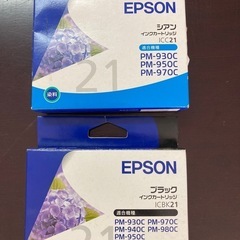 EPSON
シアン
インクカートリッジ
ICC21
適合機種
PM-930C
PM-950C
PM-970C
21
染料
EPSON
ブラック
インクカートリッジ
ICBK21
適合機種
PM-930C PM-970C
PM-940C PM-980C
PM-950C
21